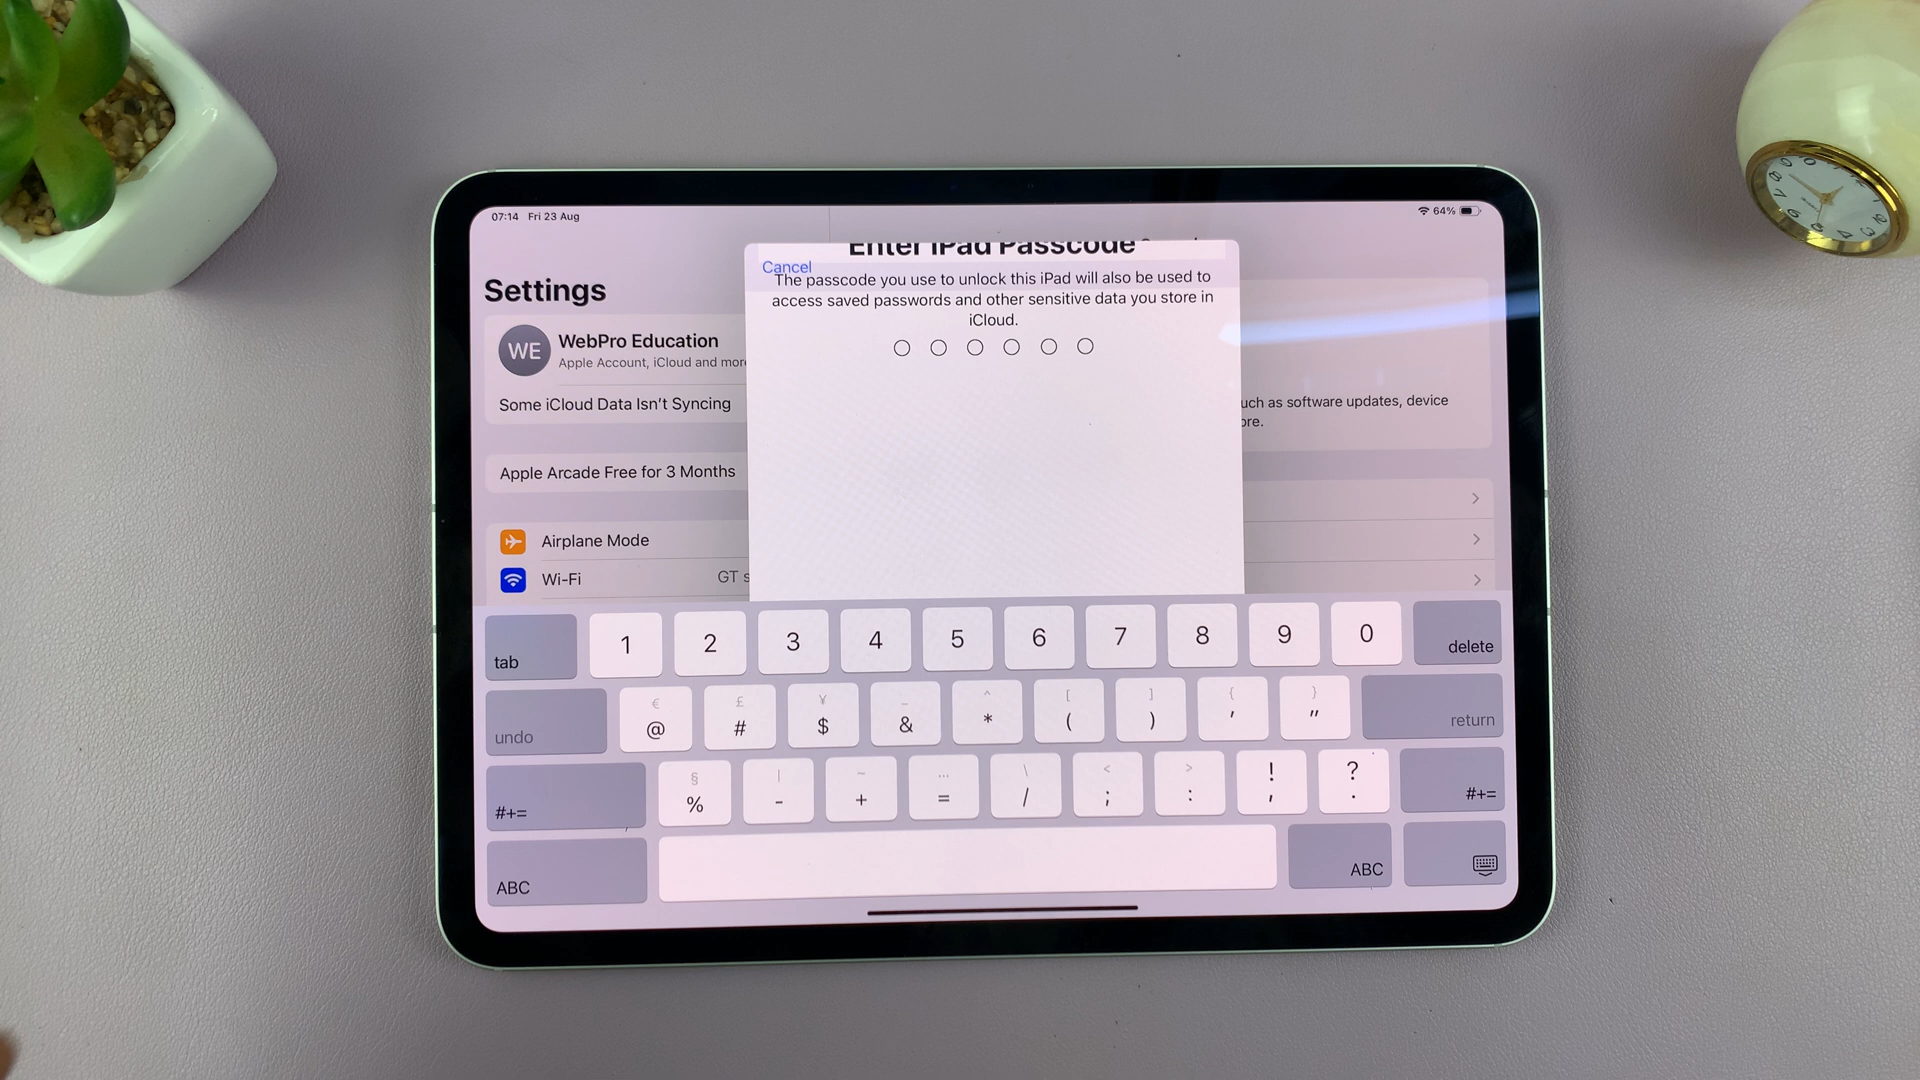 07:14 Fri 23 Aug
64%
Settings
WE
WebPro Education
Apple Account, iCloud and more
Some iCloud Data Isn't Syncing
Apple Arcade Free for 3 Months
Airplane Mode
Wi-Fi
GT s
Enter iPad Passcode
Cancel
The passcode you use to unlock this iPad will also be used to
access saved passwords and other sensitive data you store in
iCloud.
uch as software updates, device
ore.
tab 1 2 3 4 5 6 7 8 9 0 delete
€ £ ¥ _ ^ [ ] { }
undo @ # $ & * ( ) ' " return
§ | ~ … \ < > ! ?
#+= % - + = / ; : , . #+=
ABC ABC